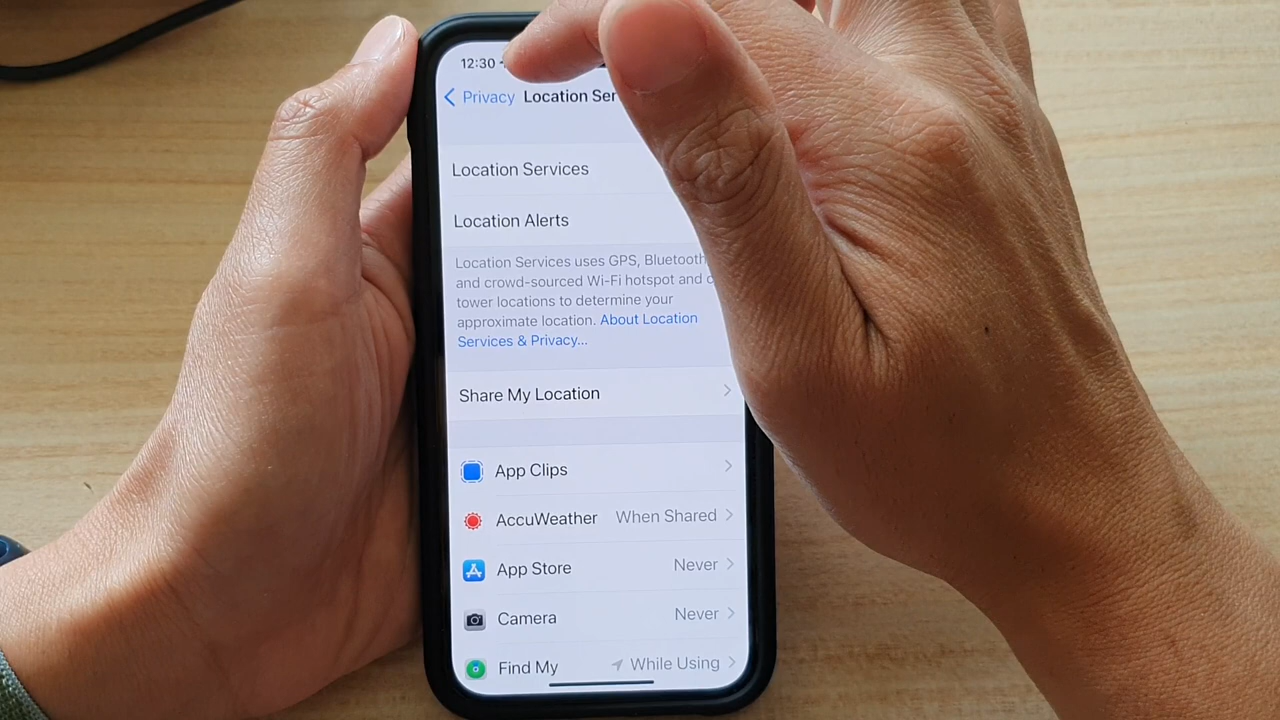 12:30
Privacy Location Ser
Location Services
Location Alerts
Location Services uses GPS, Bluetooth
and crowd-sourced Wi-Fi hotspot and c
tower locations to determine your
approximate location. About Location
Services & Privacy...
Share My Location
App Clips
AccuWeather When Shared
App Store Never
Camera Never
Find My While Using